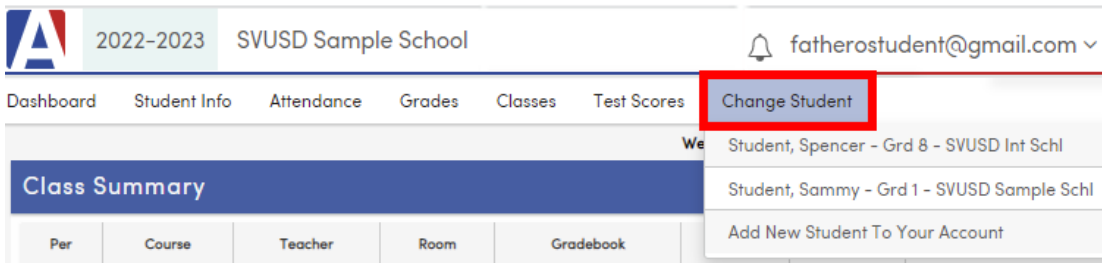 2022-2023 SVUSD Sample School fatherostudent@gmail.com
Dashboard Student Info Attendance Grades Classes Test Scores Change Student
We
Student, Spencer - Grd 8 - SVUSD Int Schl
Class Summary
Student, Sammy - Grd 1 - SVUSD Sample Schl
Add New Student To Your Account
Per Course Teacher Room Gradebook